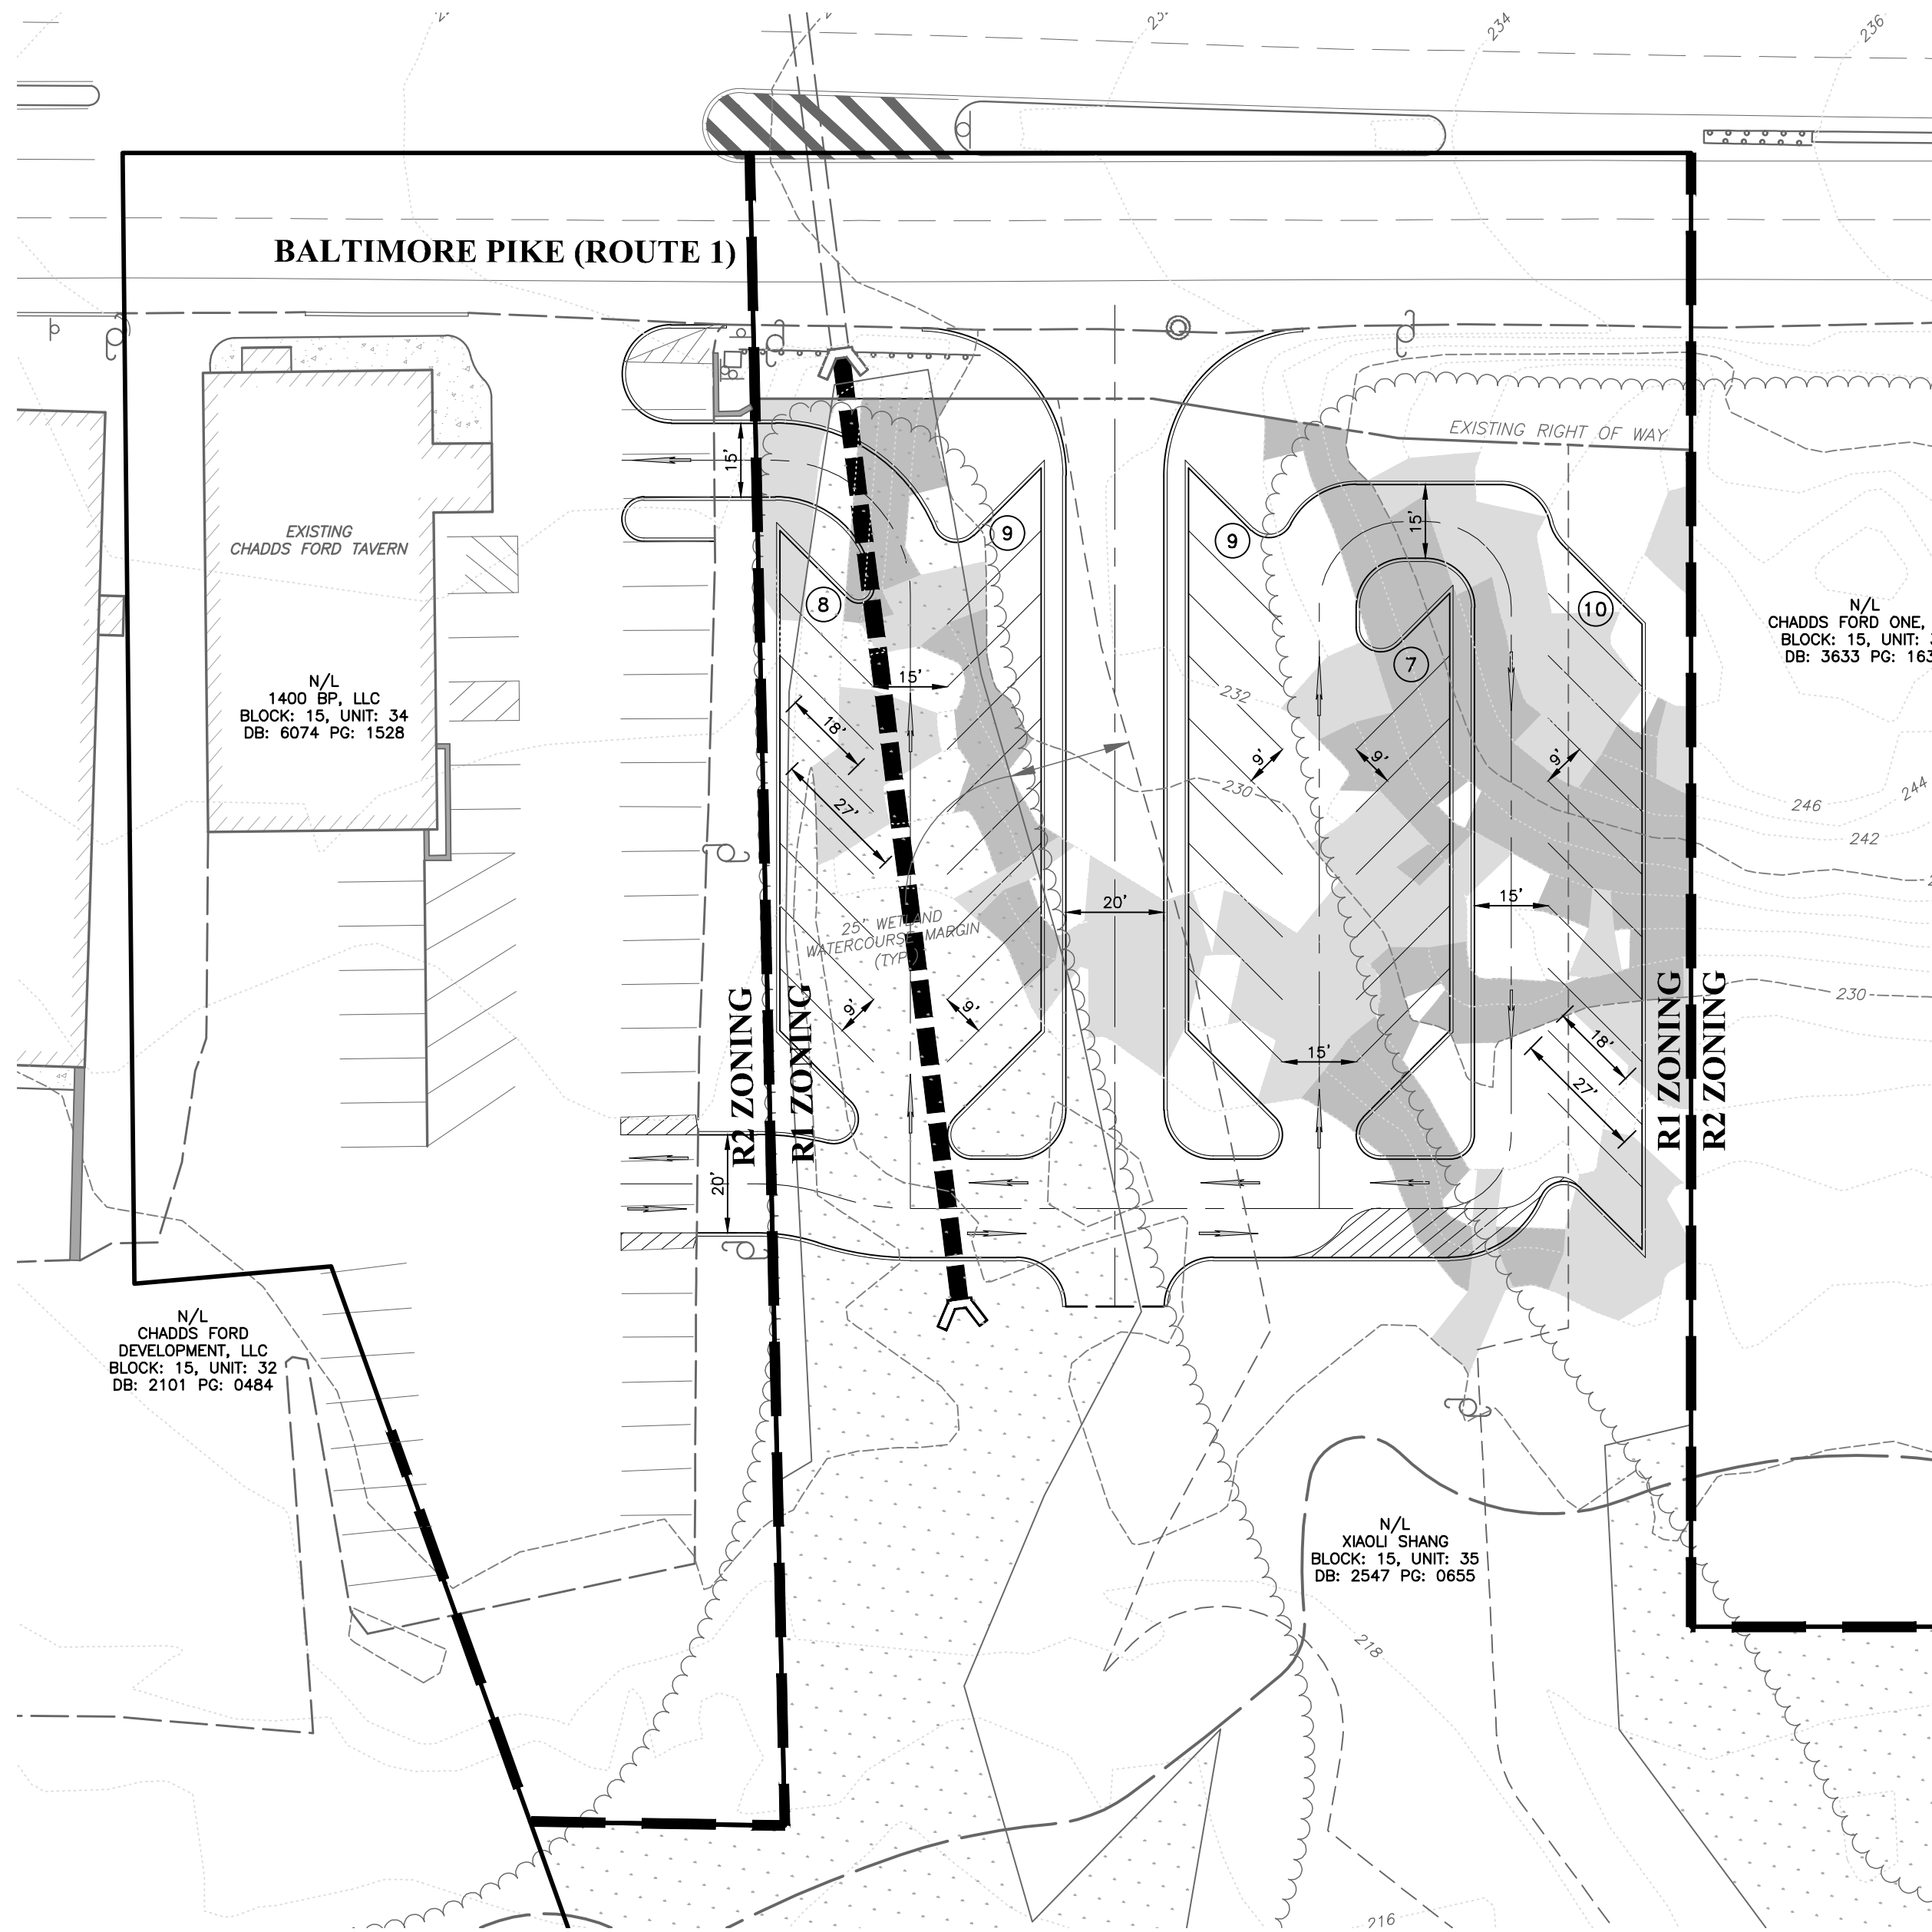 234
236
BALTIMORE PIKE (ROUTE 1)
EXISTING RIGHT OF WAY
15'
15'
EXISTING
CHADDS FORD TAVERN
9
9
8
10
7
N/L
CHADDS FORD ONE,
BLOCK: 15, UNIT:
DB: 3633 PG:
N/L
1400 BP, LLC
BLOCK: 15, UNIT: 34
DB: 6074 PG: 1528
15'
232
18'
9'
9'
9'
27'
230
246
244
242
15'
20'
25' WETLAND
WATERCOURSE MARGIN
(TYP.)
230
9'
9'
18'
15'
27'
R2 ZONING
R1 ZONING
R1 ZONING
R2 ZONING
20'
N/L
CHADDS FORD
DEVELOPMENT, LLC
BLOCK: 15, UNIT: 32
DB: 2101 PG: 0484
N/L
XIAOLI SHANG
BLOCK: 15, UNIT: 35
DB: 2547 PG: 0655
218
216